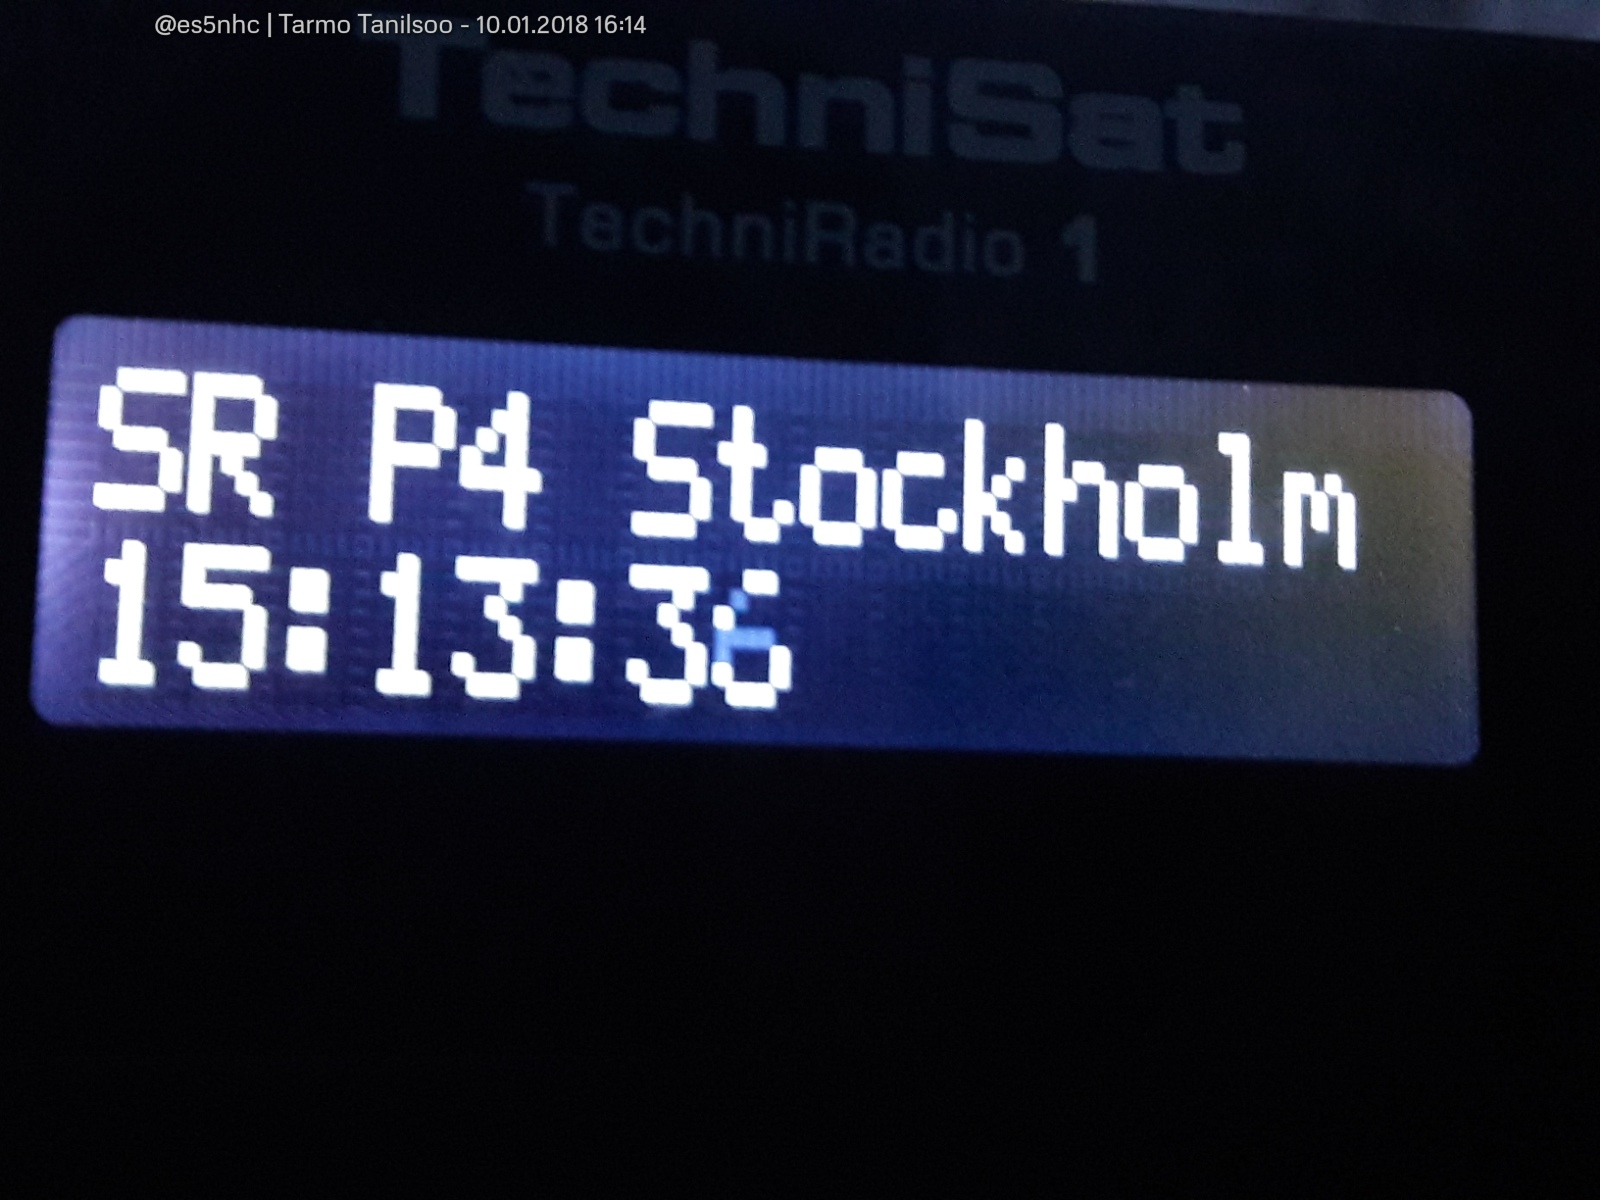 @es5nhc | Tarmo Tanilsoo - 10.01.2018 16:14
TechniSat
TechniRadio 1
SR P4 Stockholm
15:13:36